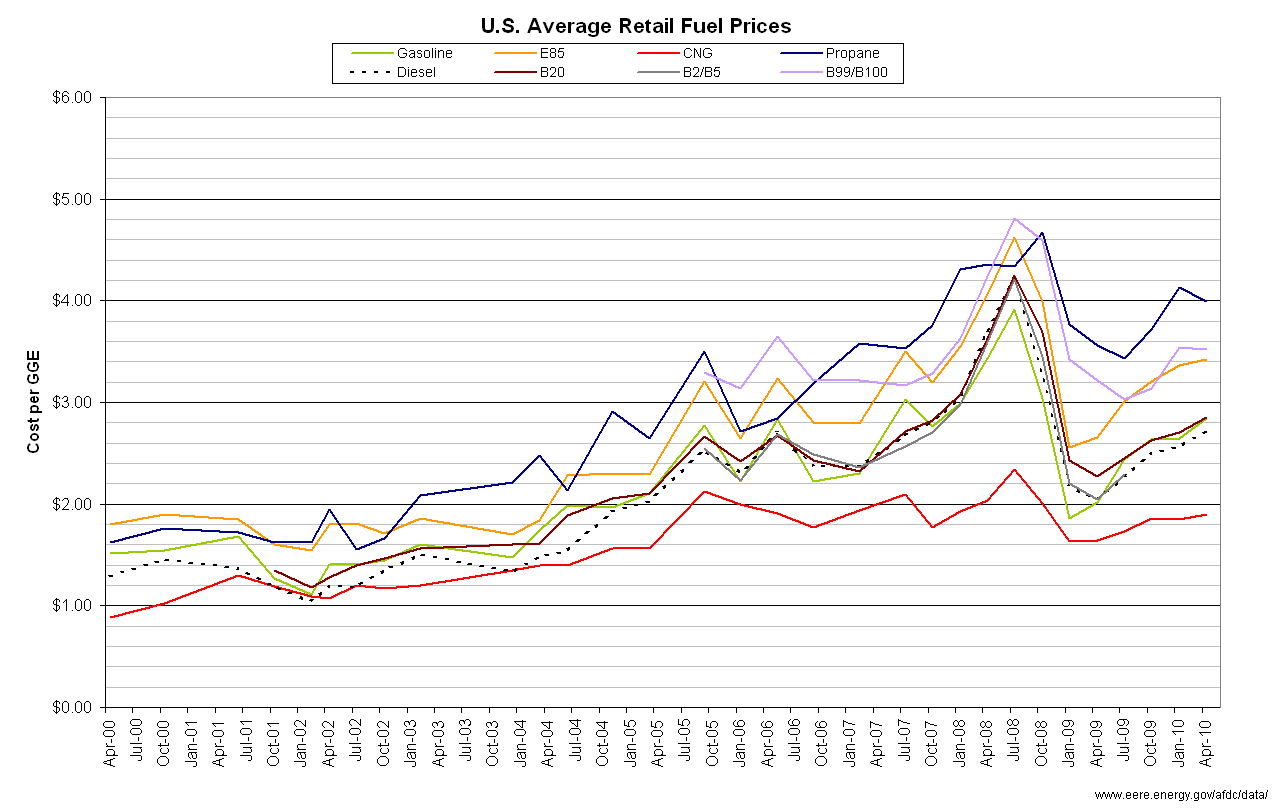 U.S. Average Retail Fuel Prices
Gasoline E85 CNG Propane
Diesel B20 B2/B5 B99/B100
$6.00
$5.00
$4.00
$3.00
$2.00
$1.00
$0.00
Cost per GGE
Apr-00 Jul-00 Oct-00 Jan-01 Apr-01 Jul-01 Oct-01 Jan-02 Apr-02 Jul-02 Oct-02 Jan-03 Apr-03 Jul-03 Oct-03 Jan-04 Apr-04 Jul-04 Oct-04 Jan-05 Apr-05 Jul-05 Oct-05 Jan-06 Apr-06 Jul-06 Oct-06 Jan-07 Apr-07 Jul-07 Oct-07 Jan-08 Apr-08 Jul-08 Oct-08 Jan-09 Apr-09 Jul-09 Oct-09 Jan-10 Apr-10
www.eere.energy.gov/afdc/data/